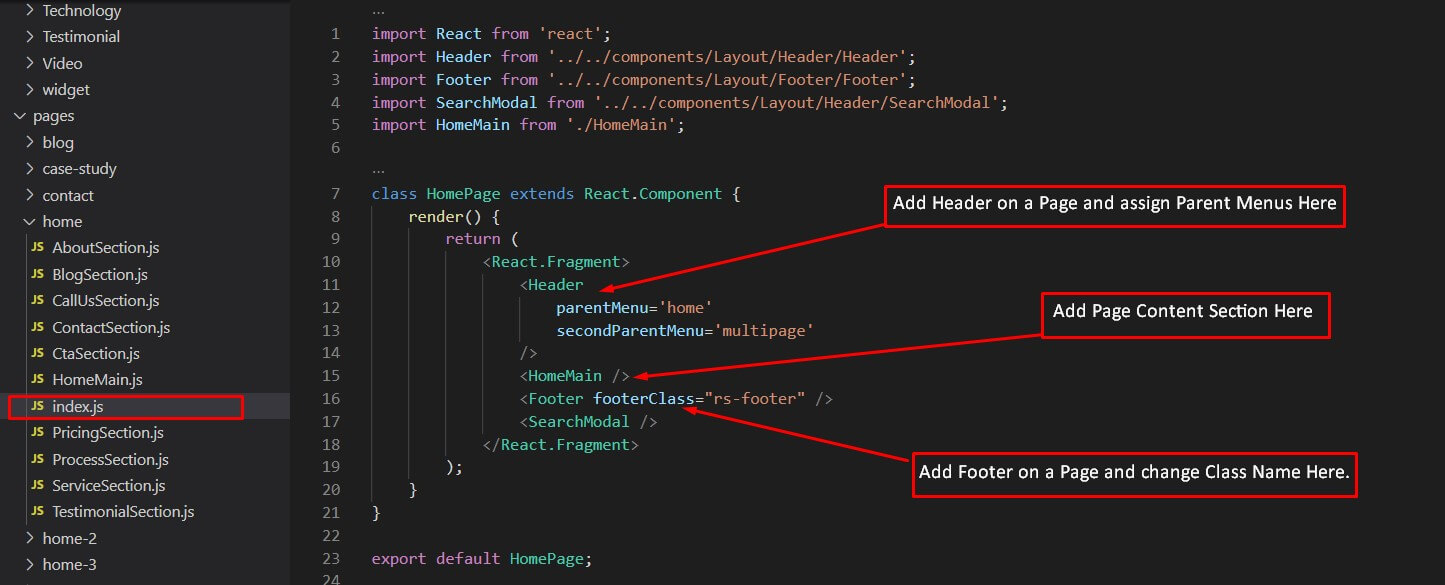 Technology
Testimonial
Video
widget
pages
blog
case-study
contact
home
JS AboutSection.js
JS BlogSection.js
JS CallUsSection.js
JS ContactSection.js
JS CtaSection.js
JS HomeMain.js
JS index.js
JS PricingSection.js
JS ProcessSection.js
JS ServiceSection.js
JS TestimonialSection.js
home-2
home-3
...
1 import React from 'react';
2 import Header from '../../components/Layout/Header/Header';
3 import Footer from '../../components/Layout/Footer/Footer';
4 import SearchModal from '../../components/Layout/Header/SearchModal';
5 import HomeMain from './HomeMain';
6
...
7 class HomePage extends React.Component {
8 render() {
9 return (
10 <React.Fragment>
11 <Header
12 parentMenu='home'
13 secondParentMenu='multipage'
14 />
15 <HomeMain />
16 <Footer footerClass="rs-footer" />
17 <SearchModal />
18 </React.Fragment>
19 );
20 }
21 }
22
23 export default HomePage;
24
Add Header on a Page and assign Parent Menus Here
Add Page Content Section Here
Add Footer on a Page and change Class Name Here.